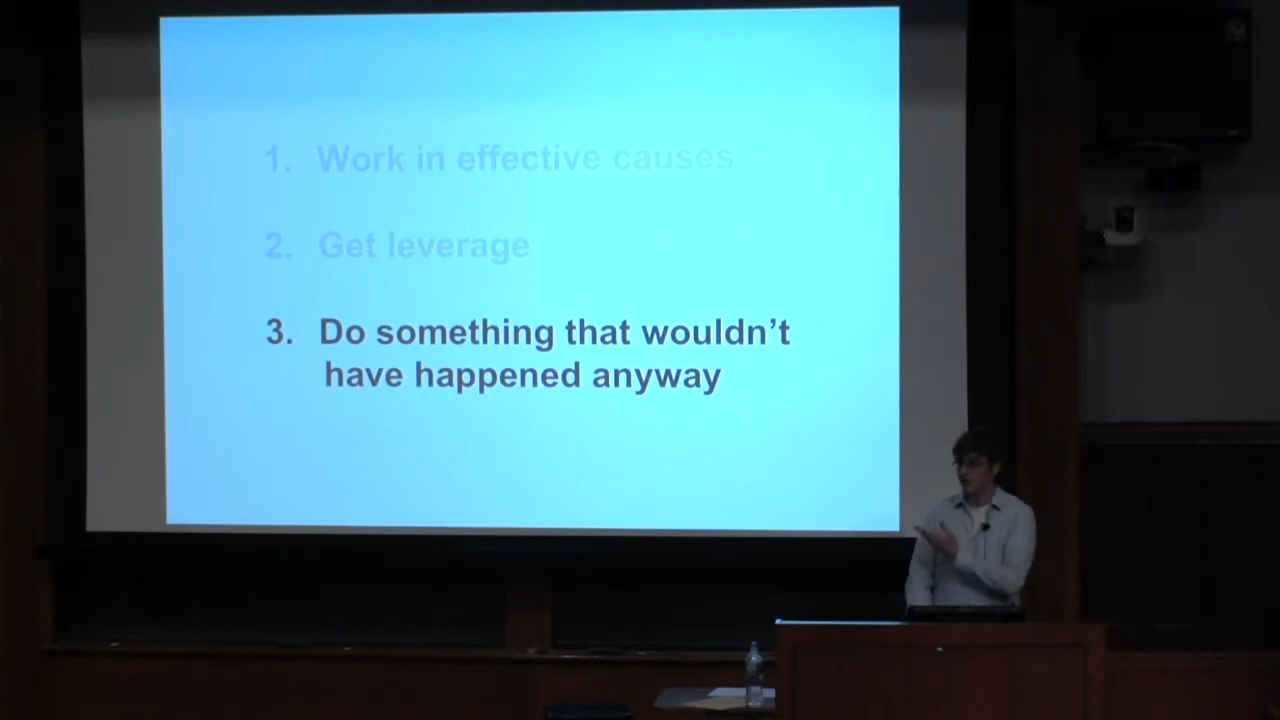 1. Work in effective causes
2. Get leverage
3. Do something that wouldn't
have happened anyway